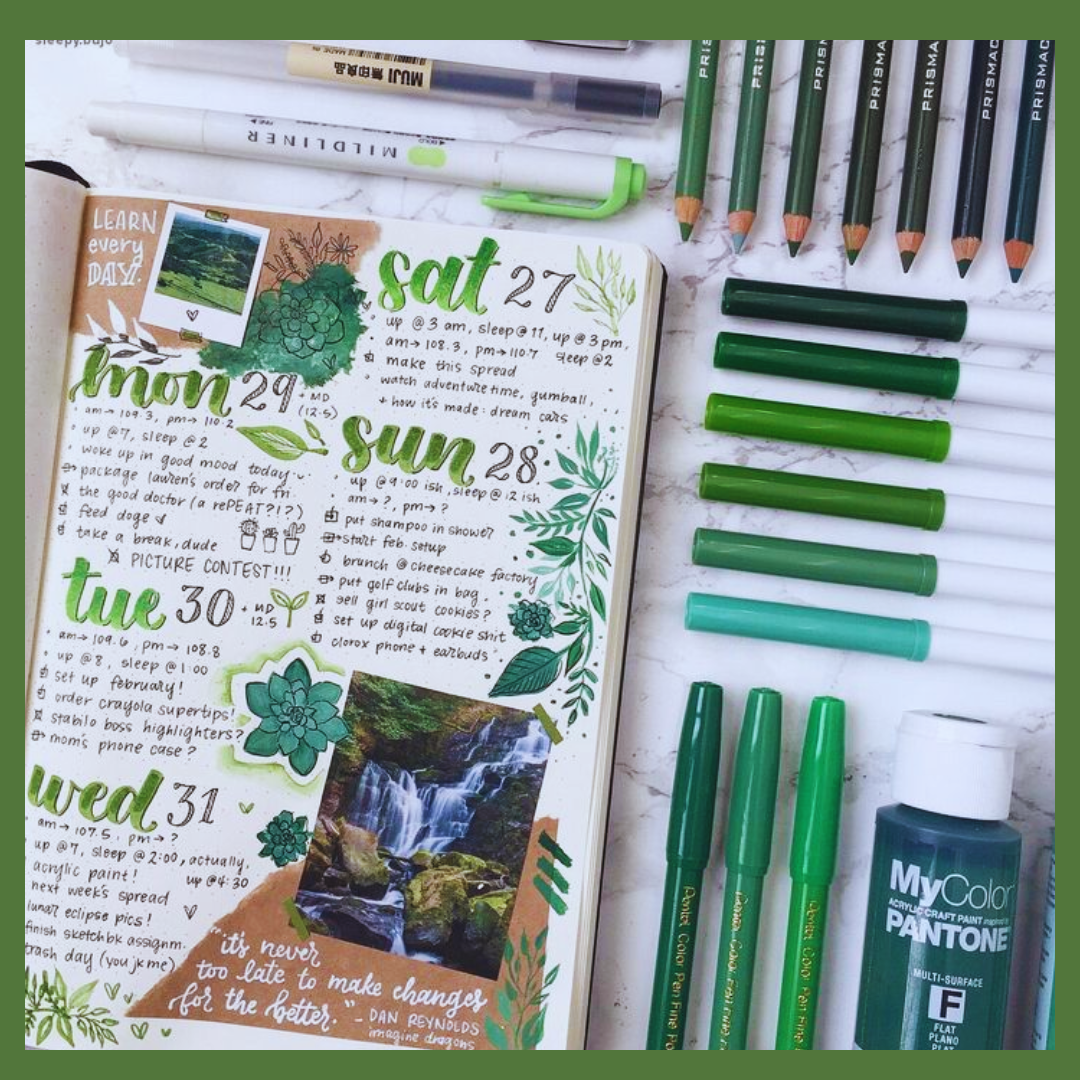 sleepy.bujo
MUJI 無印良品
MILDLINER
PRISMAC
PRISMAC
PRISMAC
PRISMAC
LEARN
every
DAY!
sat 27
up @ 3 am, sleep @ 11, up @ 3 pm,
am → 108.3, pm → 110.7 sleep @ 2
make this spread
watch adventure time, gumball,
+ how it's made: dream cars
mon 29 + MD
(12.5)
am → 109.3, pm → 110.2
up @ 7, sleep @ 2
woke up in good mood today
package lauren's order for fri.
the good doctor (a rePEAT?!?)
feed doge
take a break, dude
PICTURE CONTEST!!!
sun 28
up @ 9:00 ish, sleep @ 12 ish
am → ?, pm → ?
put shampoo in shower
start feb. setup
brunch @ cheesecake factory
put golf clubs in bag
sell girl scout cookies?
set up digital cookie shit
clorox phone + earbuds
tue 30 + MD
12.5
am → 109.6, pm → 108.8
up @ 8, sleep @ 1:00
set up february!
order crayola supertips!
stabilo boss highlighters?
mom's phone case?
wed 31
am → 107.5, pm → ?
up @ 7, sleep @ 2:00, actually,
up @ 4:30
acrylic paint!
next week's spread
lunar eclipse pics!
finish sketchbk assignm.
trash day (you jk me)
"it's never
too late to make changes
for the better."
- DAN REYNOLDS
imagine dragons
Pentel Color Pen Fine Po
Pentel Color Pen Fine P
Pentel Color Pen Fine
MyColor
ACRYLIC CRAFT PAINT inspired by
PANTONE
MULTI-SURFACE
F
FLAT
PLANO
PLAT